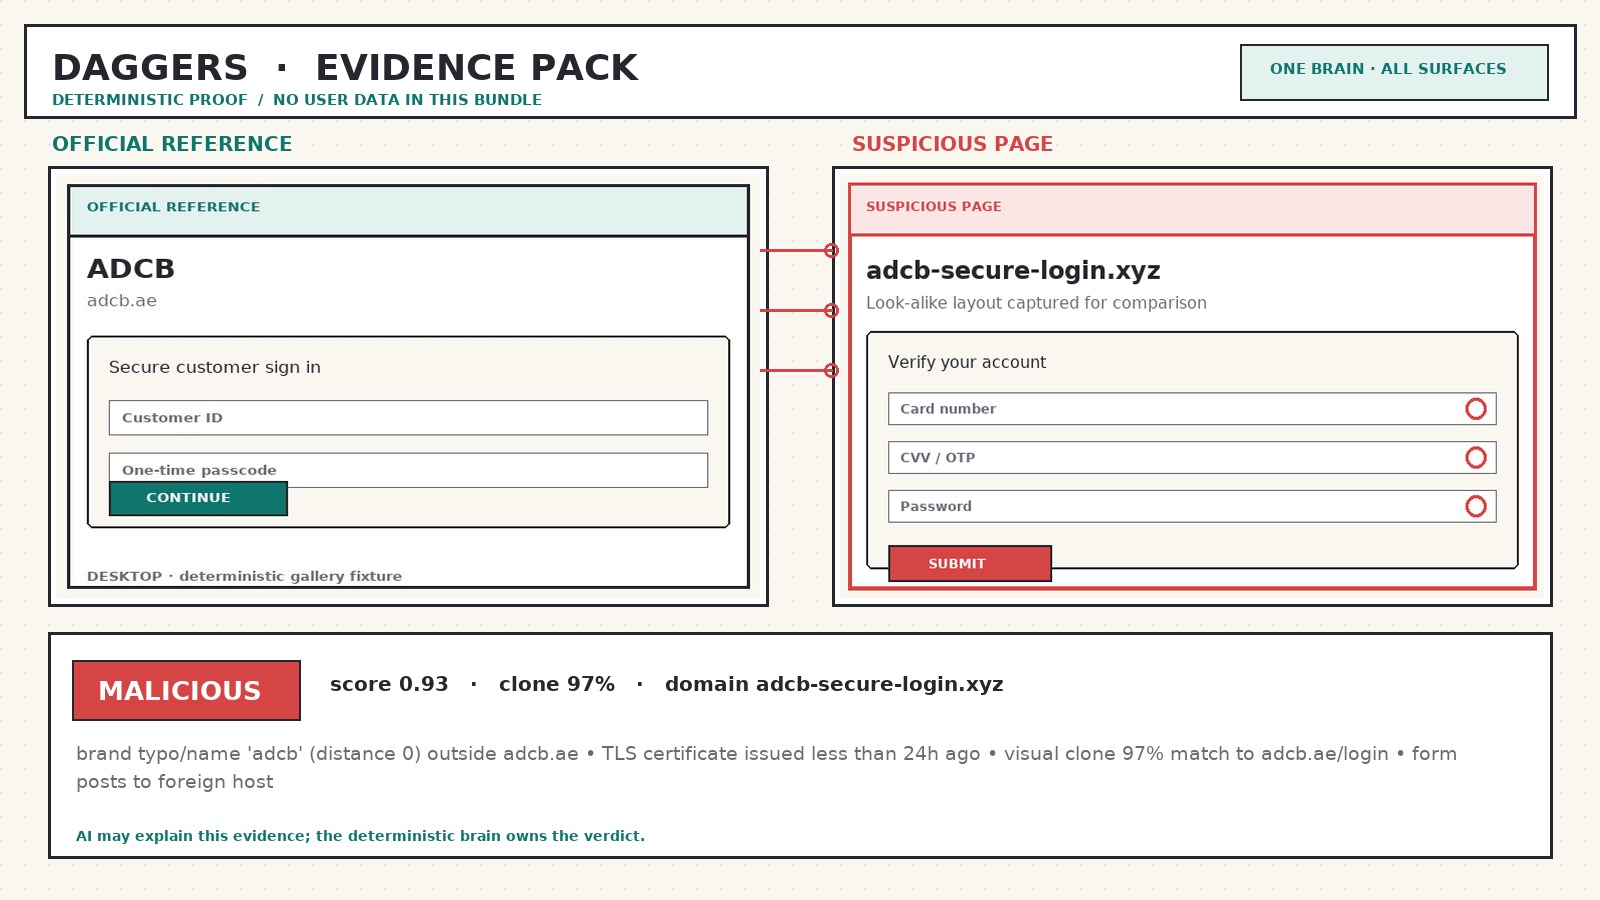 DAGGERS · EVIDENCE PACK
DETERMINISTIC PROOF / NO USER DATA IN THIS BUNDLE
ONE BRAIN · ALL SURFACES
OFFICIAL REFERENCE
OFFICIAL REFERENCE
ADCB
adcb.ae
Secure customer sign in
Customer ID
One-time passcode
CONTINUE
DESKTOP · deterministic gallery fixture
SUSPICIOUS PAGE
SUSPICIOUS PAGE
adcb-secure-login.xyz
Look-alike layout captured for comparison
Verify your account
Card number
CVV / OTP
Password
SUBMIT
MALICIOUS
score 0.93 · clone 97% · domain adcb-secure-login.xyz
brand typo/name 'adcb' (distance 0) outside adcb.ae • TLS certificate issued less than 24h ago • visual clone 97% match to adcb.ae/login • form
posts to foreign host
AI may explain this evidence; the deterministic brain owns the verdict.